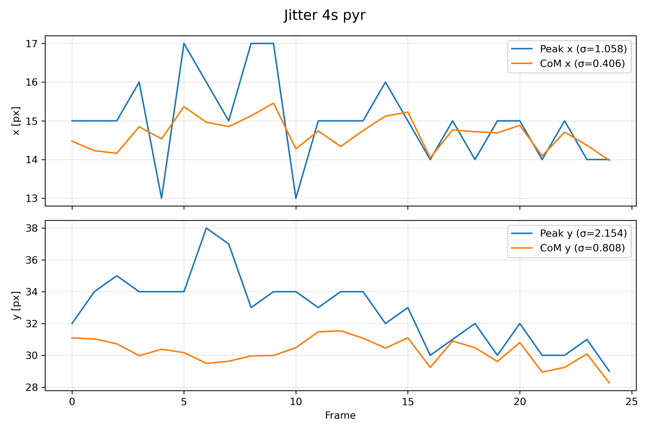 Jitter 4s pyr
17
16
15
14
13
x [px]
Peak x (σ=1.058)
CoM x (σ=0.406)
38
36
34
32
30
28
y [px]
Peak y (σ=2.154)
CoM y (σ=0.808)
0 5 10 15 20 25
Frame